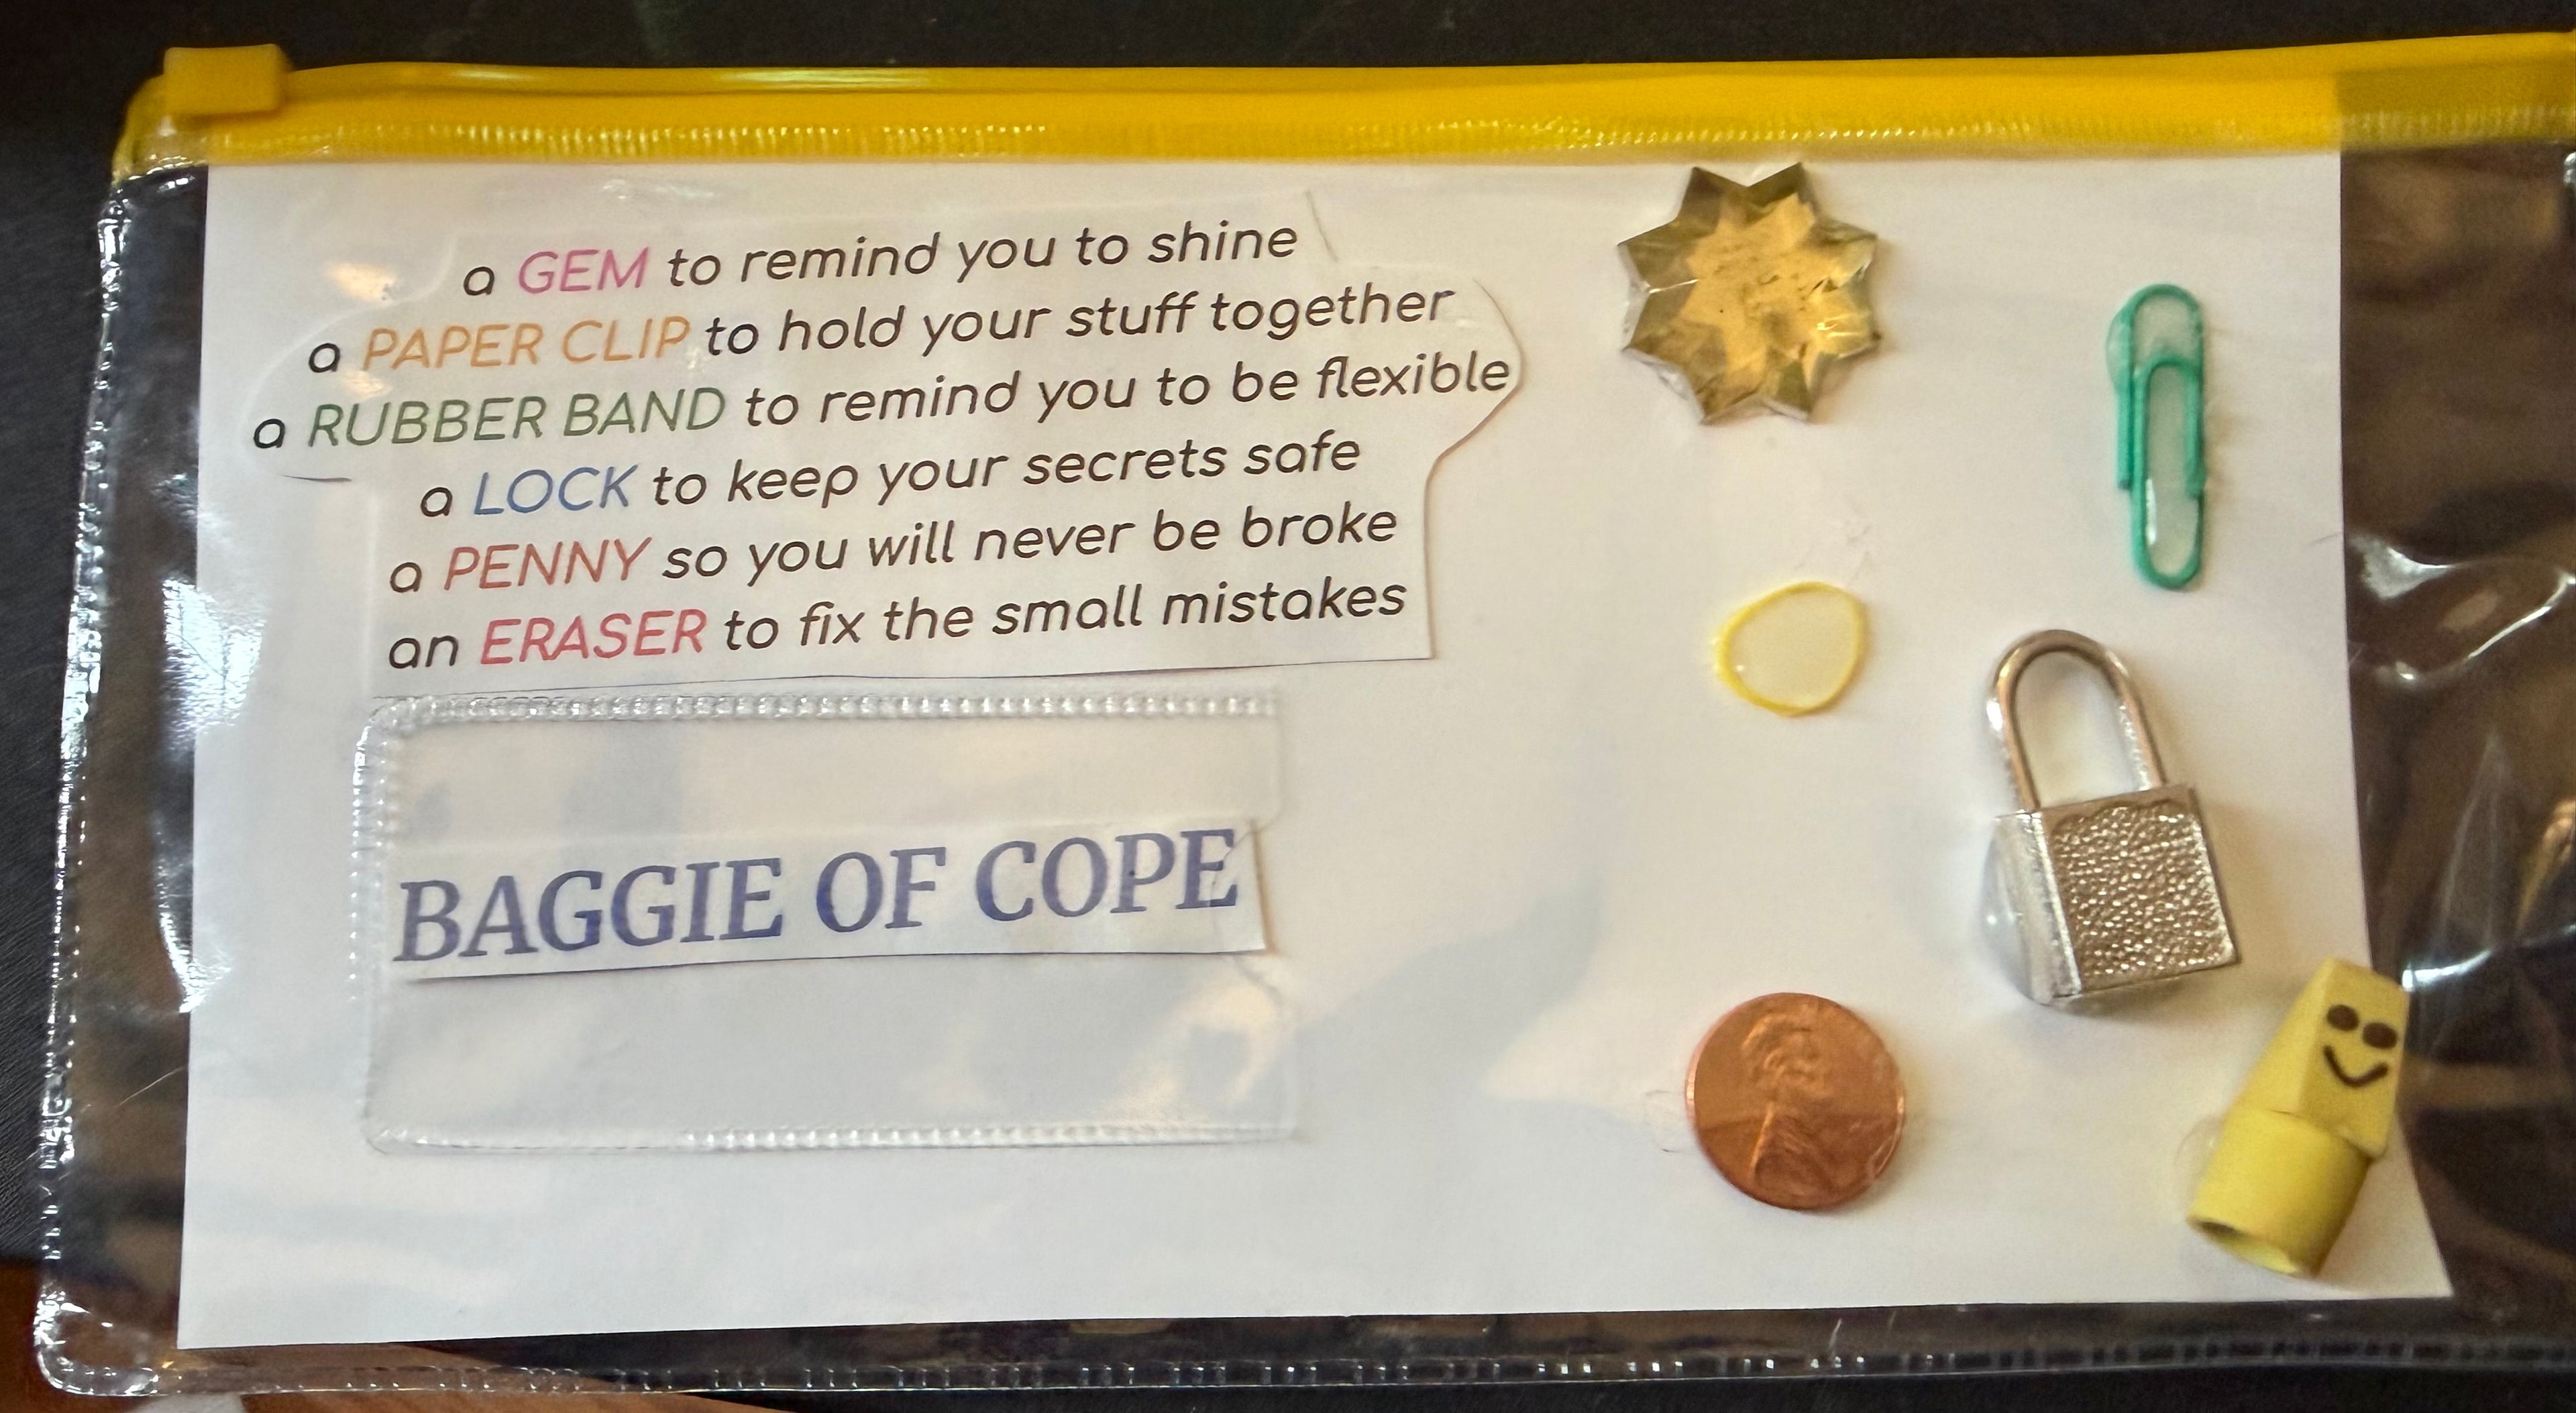 a GEM to remind you to shine
a PAPER CLIP to hold your stuff together
a RUBBER BAND to remind you to be flexible
a LOCK to keep your secrets safe
a PENNY so you will never be broke
an ERASER to fix the small mistakes
BAGGIE OF COPE